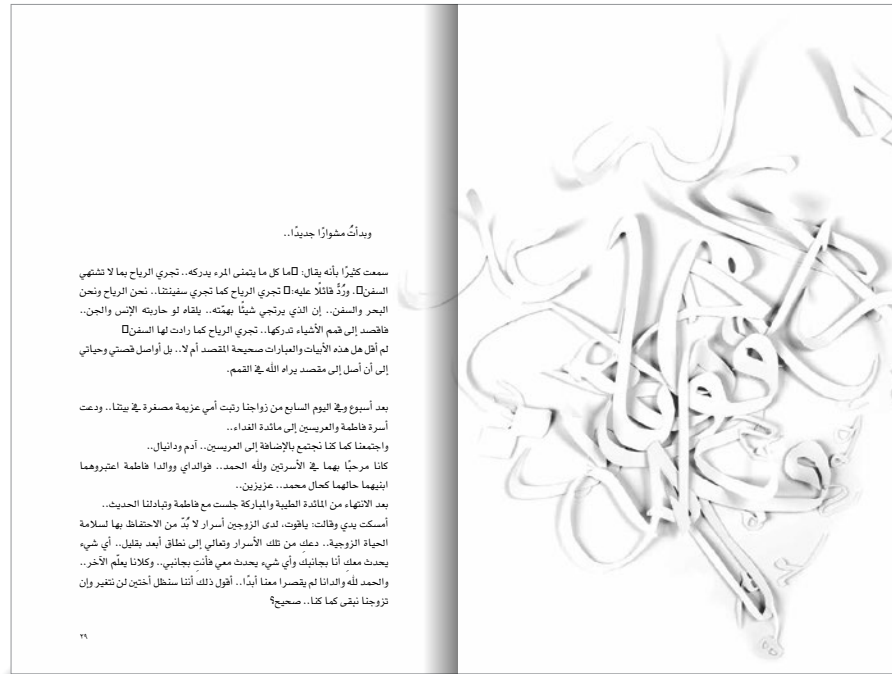 وبدأتُ مشوارًا جديدًا..
سمعت كثيرًا بأنه يقال: ما كل ما يتمنى المرء يدركه.. تجري الرياح بما لا تشتهي
السفن. ورُدَّ قائلًا عليه: تجري الرياح كما تجري سفينتنا.. نحن الرياح ونحن
البحر والسفن.. إن الذي يرتجي شيئًا بهمّته.. يلقاه لو حاربته الإنس والجن..
فاقصد إلى قمم الأشياء تدركها.. تجري الرياح كما رادت لها السفن
لم أقل هل هذه الأبيات والعبارات صحيحة المقصد أم لا.. بل أواصل قصتي وحياتي
إلى أن أصل إلى مقصد يراه الله في القمم.
بعد أسبوع وفي اليوم السابع من زواجنا رتبت أمي عزيمة مصغرة في بيتنا.. ودعت
أسرة فاطمة والعريسين إلى مائدة الغداء..
واجتمعنا كما كنا نجتمع بالإضافة إلى العريسين.. آدم ودانيال..
كانا مرحبًا بهما في الأسرتين ولله الحمد.. فوالداي ووالدا فاطمة اعتبروهما
ابنيهما حالهما كحال محمد.. عزيزين..
بعد الانتهاء من المائدة الطيبة والمباركة جلست مع فاطمة وتبادلنا الحديث..
أمسكت يدي وقالت: ياقوت، لدى الزوجين أسرار لا بُدّ من الاحتفاظ بها لسلامة
الحياة الزوجية.. دعكِ من تلك الأسرار وتعالي إلى نطاق أبعد بقليل.. أي شيء
يحدث معكِ أنا بجانبك وأي شيء يحدث معي فأنتِ بجانبي.. وكلانا يعلّم الآخر..
والحمد لله والدانا لم يقصرا معنا أبدًا.. أقول ذلك أننا سنظل أختين لن نتغير وإن
تزوجنا نبقى كما كنا.. صحيح؟
٢٩